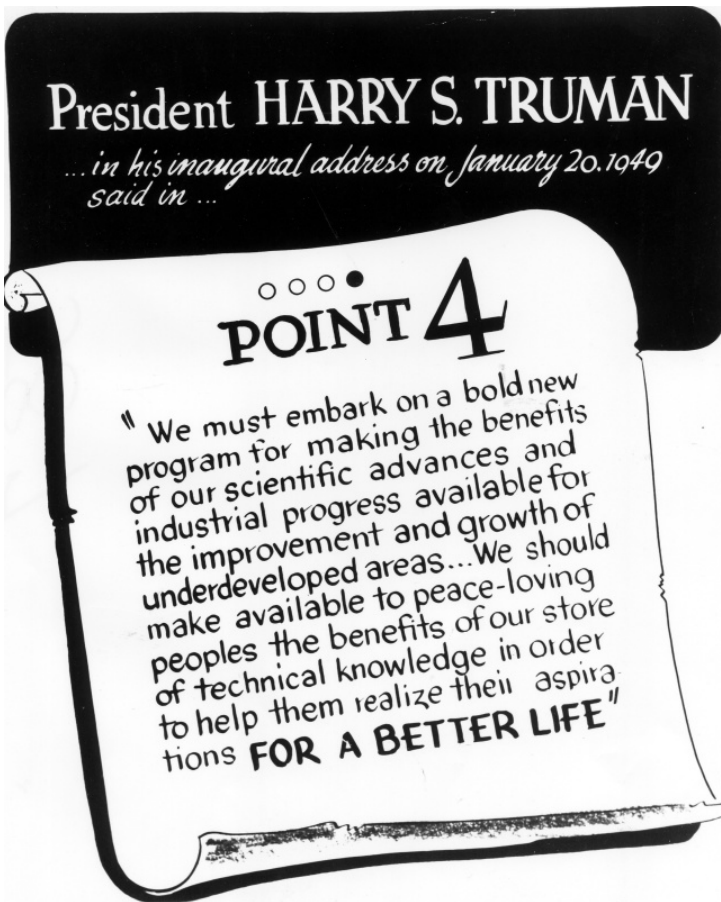 President HARRY S. TRUMAN
...in his inaugural address on January 20.1949
said in ...
POINT 4
"We must embark on a bold new
program for making the benefits
of our scientific advances and
industrial progress available for
the improvement and growth of
underdeveloped areas...We should
make available to peace-loving
peoples the benefits of our store
of technical knowledge in order
to help them realize their aspira
tions FOR A BETTER LIFE"